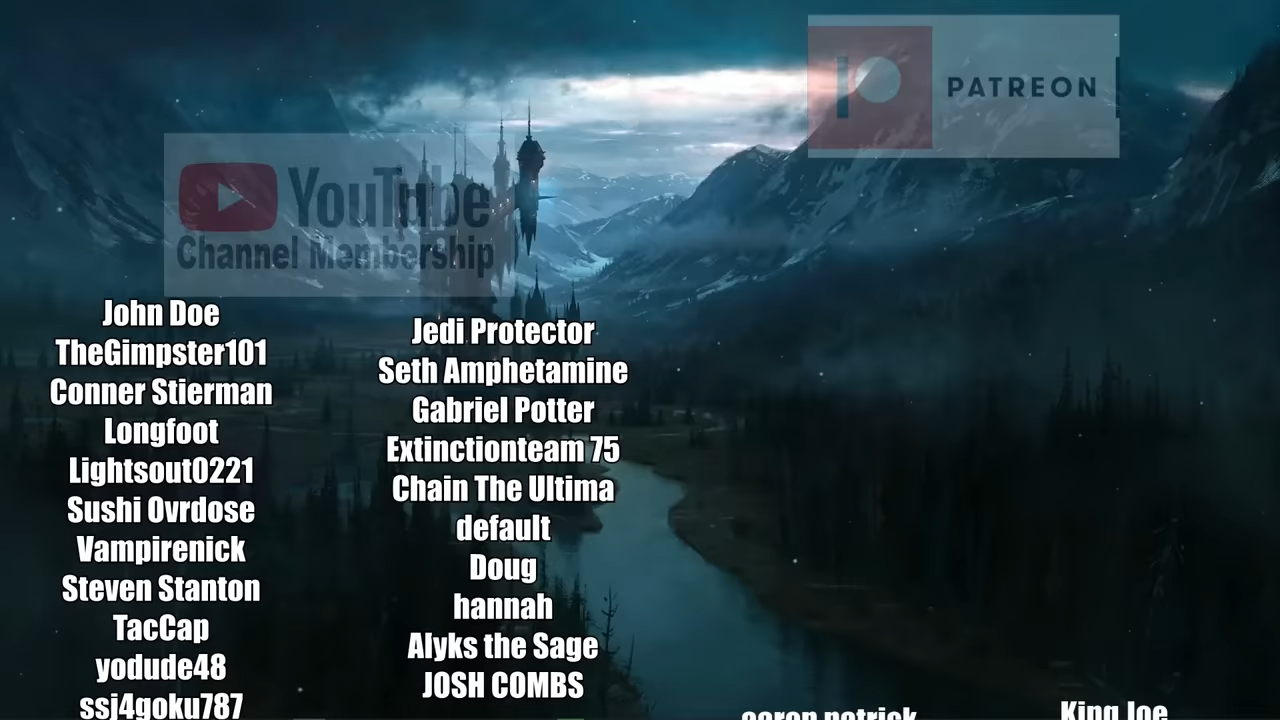 PATREON
YouTube
Channel Membership
John Doe
TheGimpster101
Conner Stierman
Longfoot
Lightsout0221
Sushi Ovrdose
Vampirenick
Steven Stanton
TacCap
yodude48
ssj4goku787
Jedi Protector
Seth Amphetamine
Gabriel Potter
Extinctionteam 75
Chain The Ultima
default
Doug
hannah
Alyks the Sage
JOSH COMBS
aaron patrick
King Joe